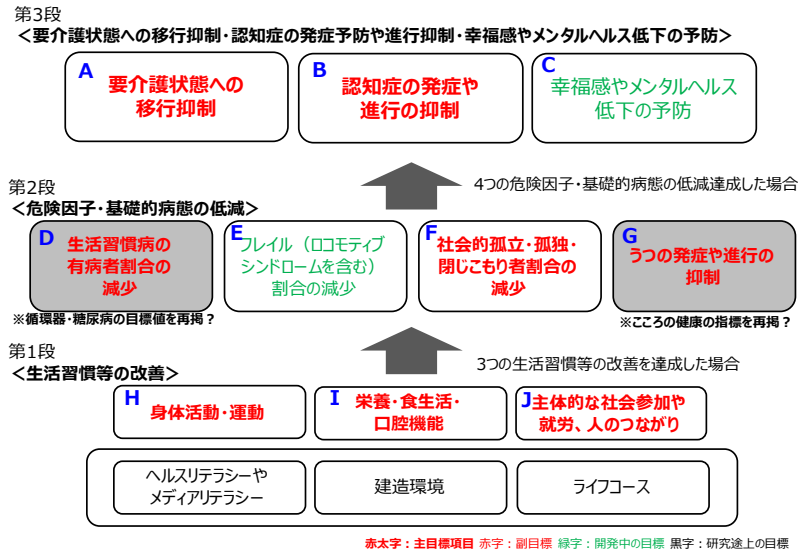 第3段
＜要介護状態への移行抑制・認知症の発症予防や進行抑制・幸福感やメンタルヘルス低下の予防＞
A
要介護状態への
移行抑制
B
認知症の発症や
進行の抑制
C
幸福感やメンタルヘルス
低下の予防
4つの危険因子・基礎的病態の低減達成した場合
第2段
＜危険因子・基礎的病態の低減＞
D
生活習慣病の
有病者割合の
減少
E
フレイル（ロコモティブ
シンドロームを含む）
割合の減少
F
社会的孤立・孤独・
閉じこもり者割合の
減少
G
うつの発症や進行の
抑制
※循環器・糖尿病の目標値を再掲？
※こころの健康の指標を再掲？
3つの生活習慣等の改善を達成した場合
第1段
＜生活習慣等の改善＞
H
身体活動・運動
I
栄養・食生活・
口腔機能
J
主体的な社会参加や
就労、人のつながり
ヘルスリテラシーや
メディアリテラシー
建造環境
ライフコース
赤太字：主目標項目 赤字：副目標 緑字：開発中の目標 黒字：研究途上の目標